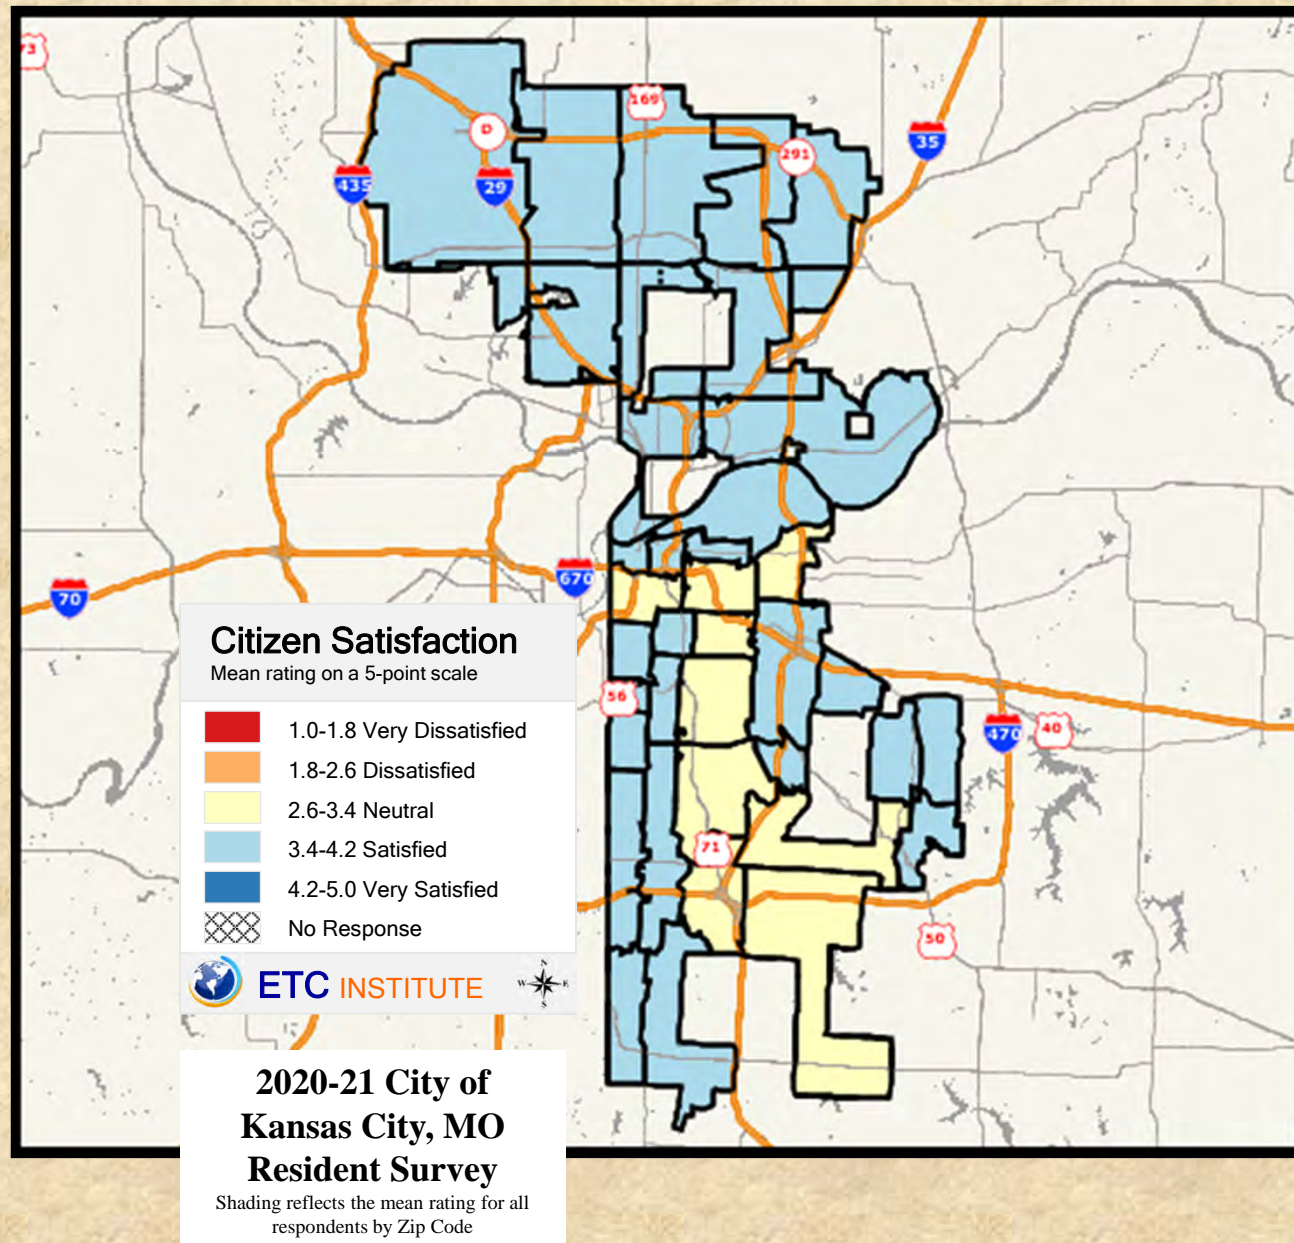 73
169
D
291
35
435
29
70
670
56
40
470
71
50
Citizen Satisfaction
Mean rating on a 5-point scale
1.0-1.8 Very Dissatisfied
1.8-2.6 Dissatisfied
2.6-3.4 Neutral
3.4-4.2 Satisfied
4.2-5.0 Very Satisfied
No Response
ETC INSTITUTE
N
W E
S
2020-21 City of
Kansas City, MO
Resident Survey
Shading reflects the mean rating for all
respondents by Zip Code